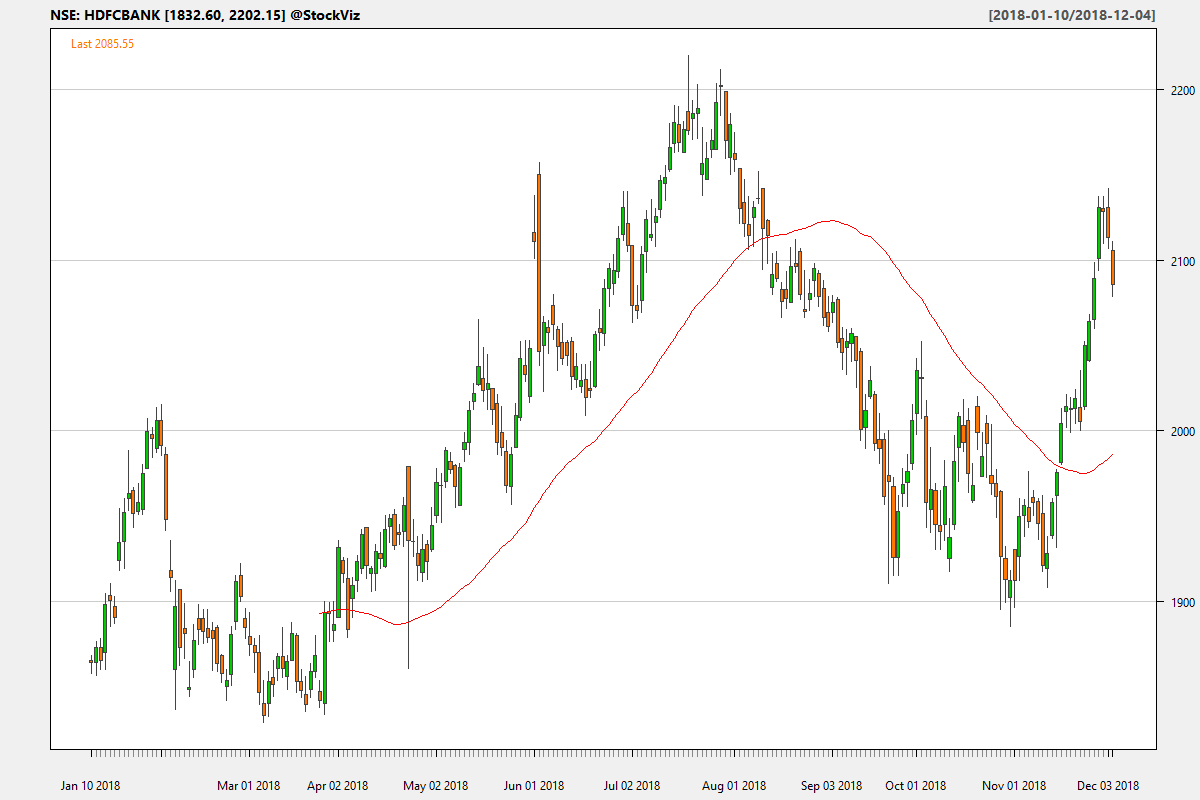 NSE: HDFCBANK [1832.60, 2202.15] @StockViz
[2018-01-10/2018-12-04]
Last 2085.55
2200
2100
2000
1900
Jan 10 2018 Mar 01 2018 Apr 02 2018 May 02 2018 Jun 01 2018 Jul 02 2018 Aug 01 2018 Sep 03 2018 Oct 01 2018 Nov 01 2018 Dec 03 2018